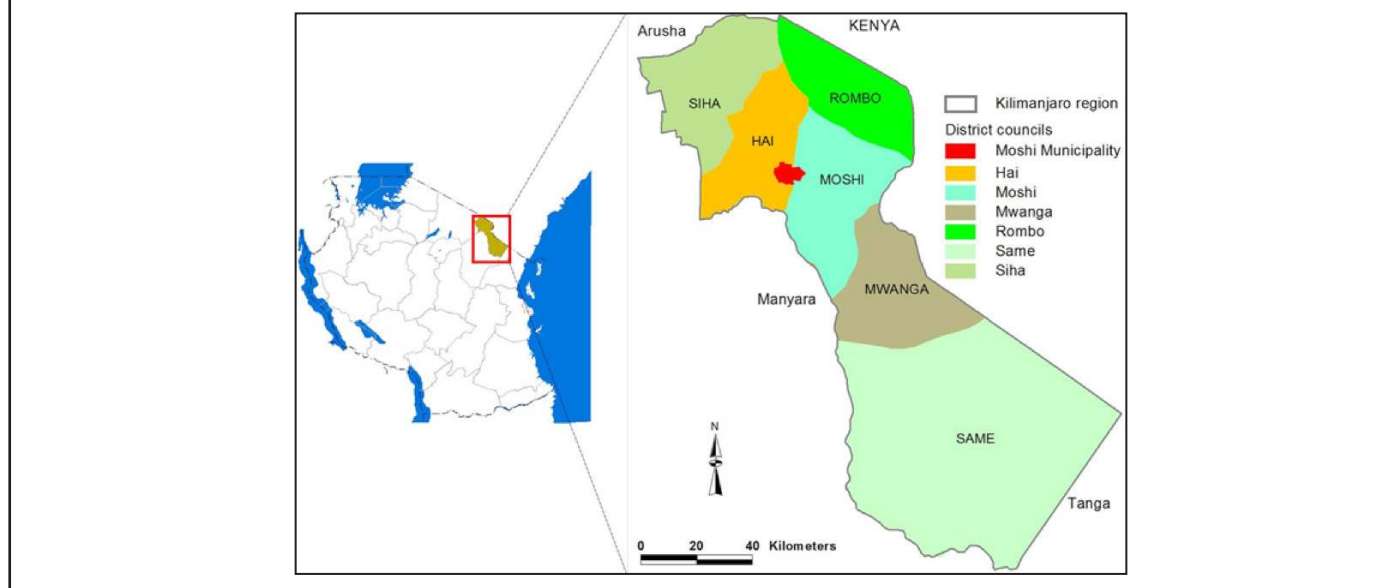 Arusha
KENYA
SIHA
ROMBO
HAI
MOSHI
Manyara
MWANGA
SAME
Tanga
Kilimanjaro region
District councils
Moshi Municipality
Hai
Moshi
Mwanga
Rombo
Same
Siha
N
0 20 40 Kilometers